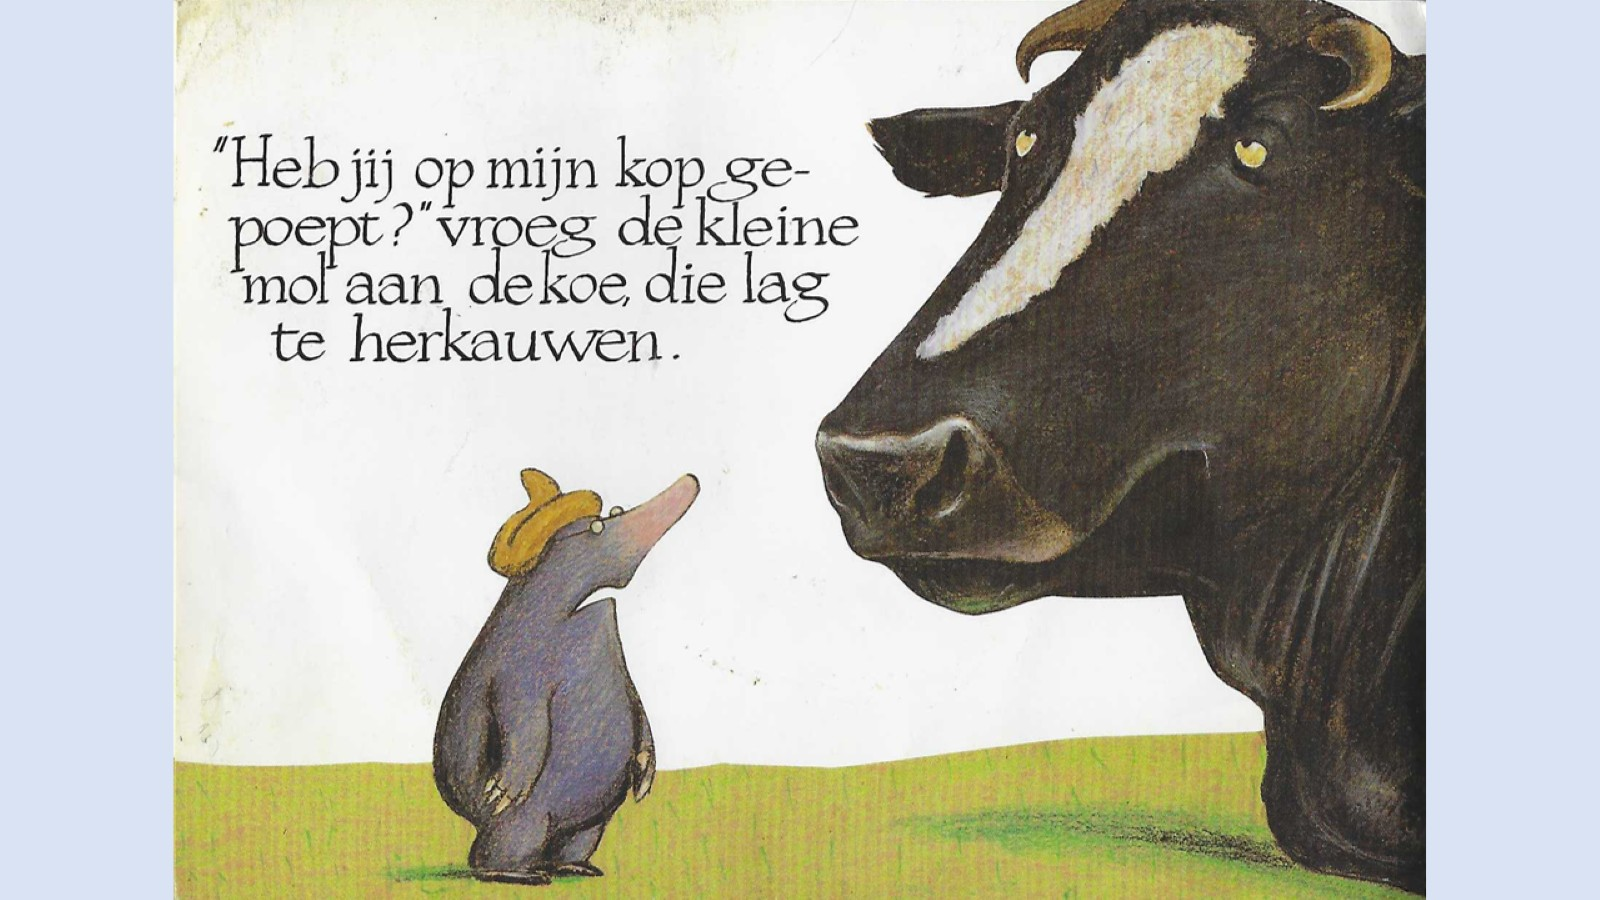 "Heb jij op mijn kop ge-
poept?" vroeg de kleine
mol aan de koe, die lag
te herkauwen.